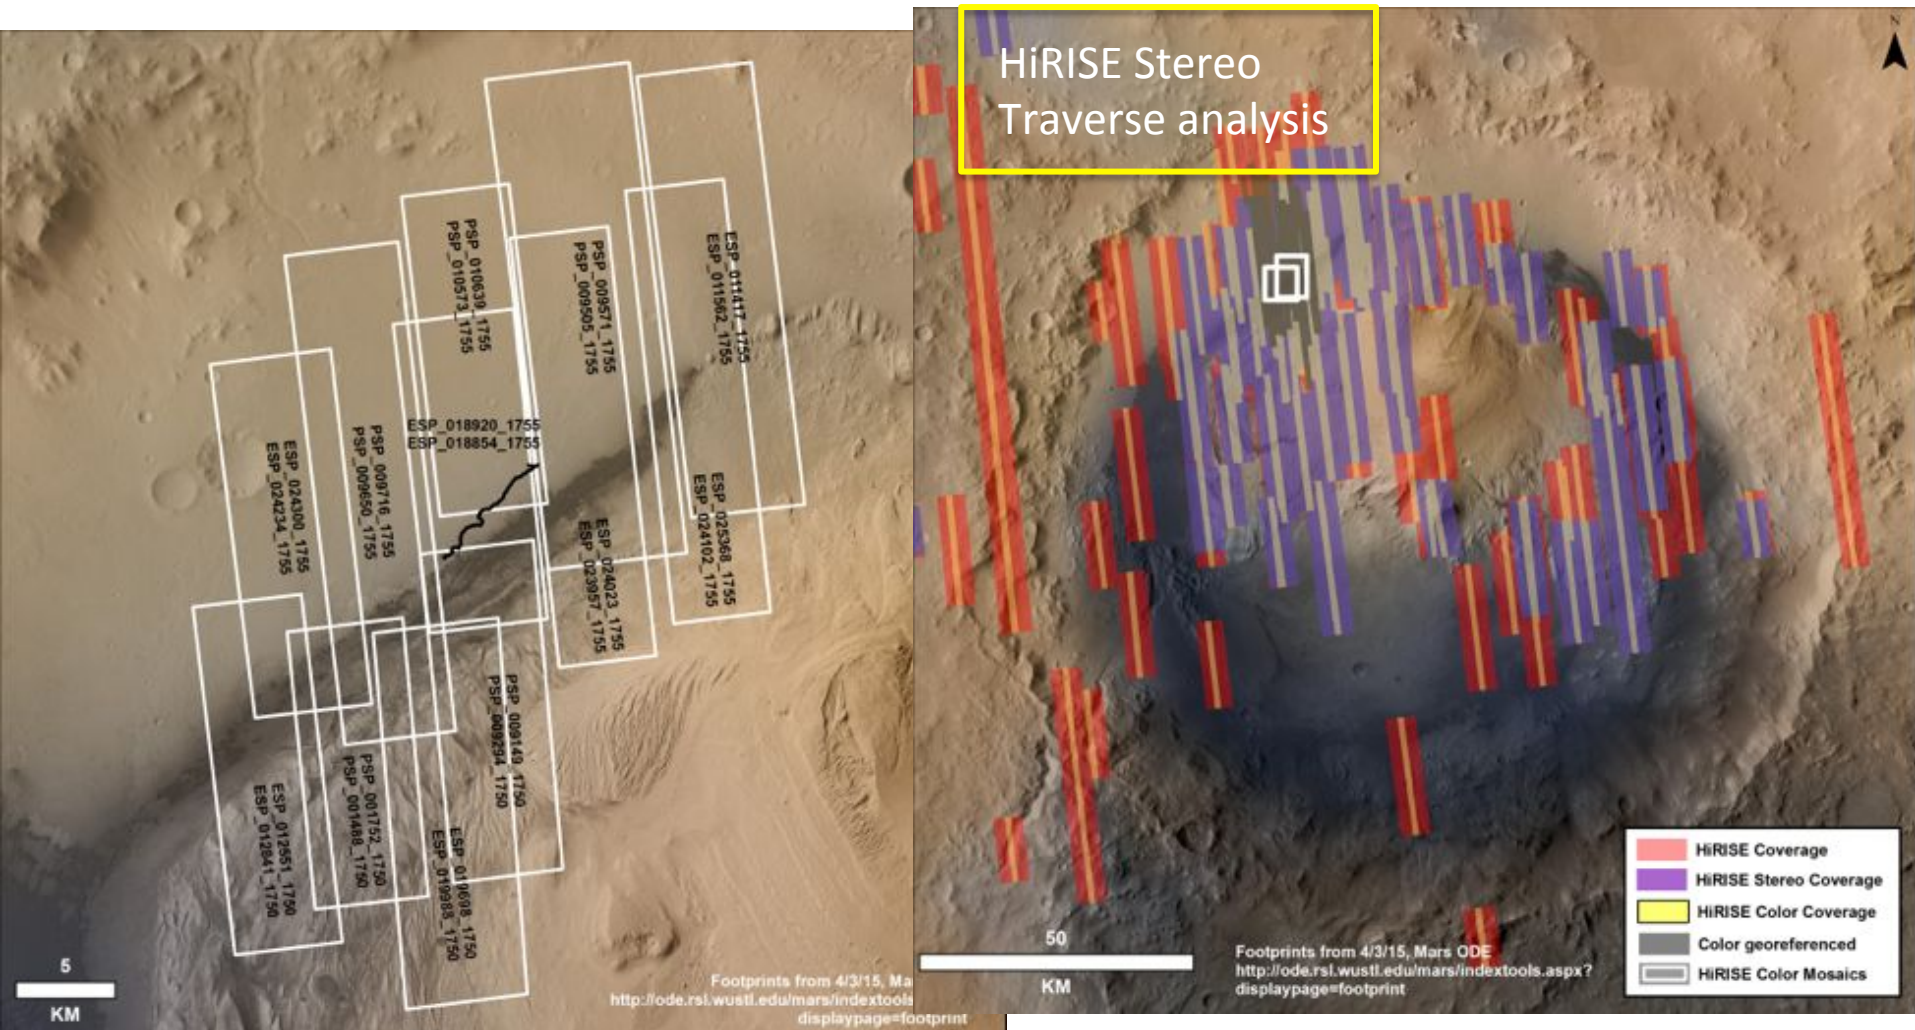 HiRISE Stereo
Traverse analysis
N
PSP_010639_1755
PSP_010573_1755
PSP_009571_1755
PSP_009505_1755
ESP_011417_1755
ESP_011562_1755
ESP_018920_1755
ESP_018854_1755
PSP_009716_1755
PSP_009650_1755
ESP_024300_1755
ESP_024234_1755
ESP_025368_1755
ESP_024102_1755
ESP_024023_1755
ESP_023957_1755
PSP_009149_1750
PSP_009294_1750
PSP_001752_1750
PSP_001488_1750
ESP_012551_1750
ESP_012841_1750
ESP_019698_1750
ESP_019988_1750
5
KM
Footprints from 4/3/15, Ma
http://ode.rsl.wustl.edu/mars/indextools
displaypage=footprint
50
KM
Footprints from 4/3/15, Mars ODE
http://ode.rsl.wustl.edu/mars/indextools.aspx?
displaypage=footprint
HiRISE Coverage
HiRISE Stereo Coverage
HiRISE Color Coverage
Color georeferenced
HiRISE Color Mosaics